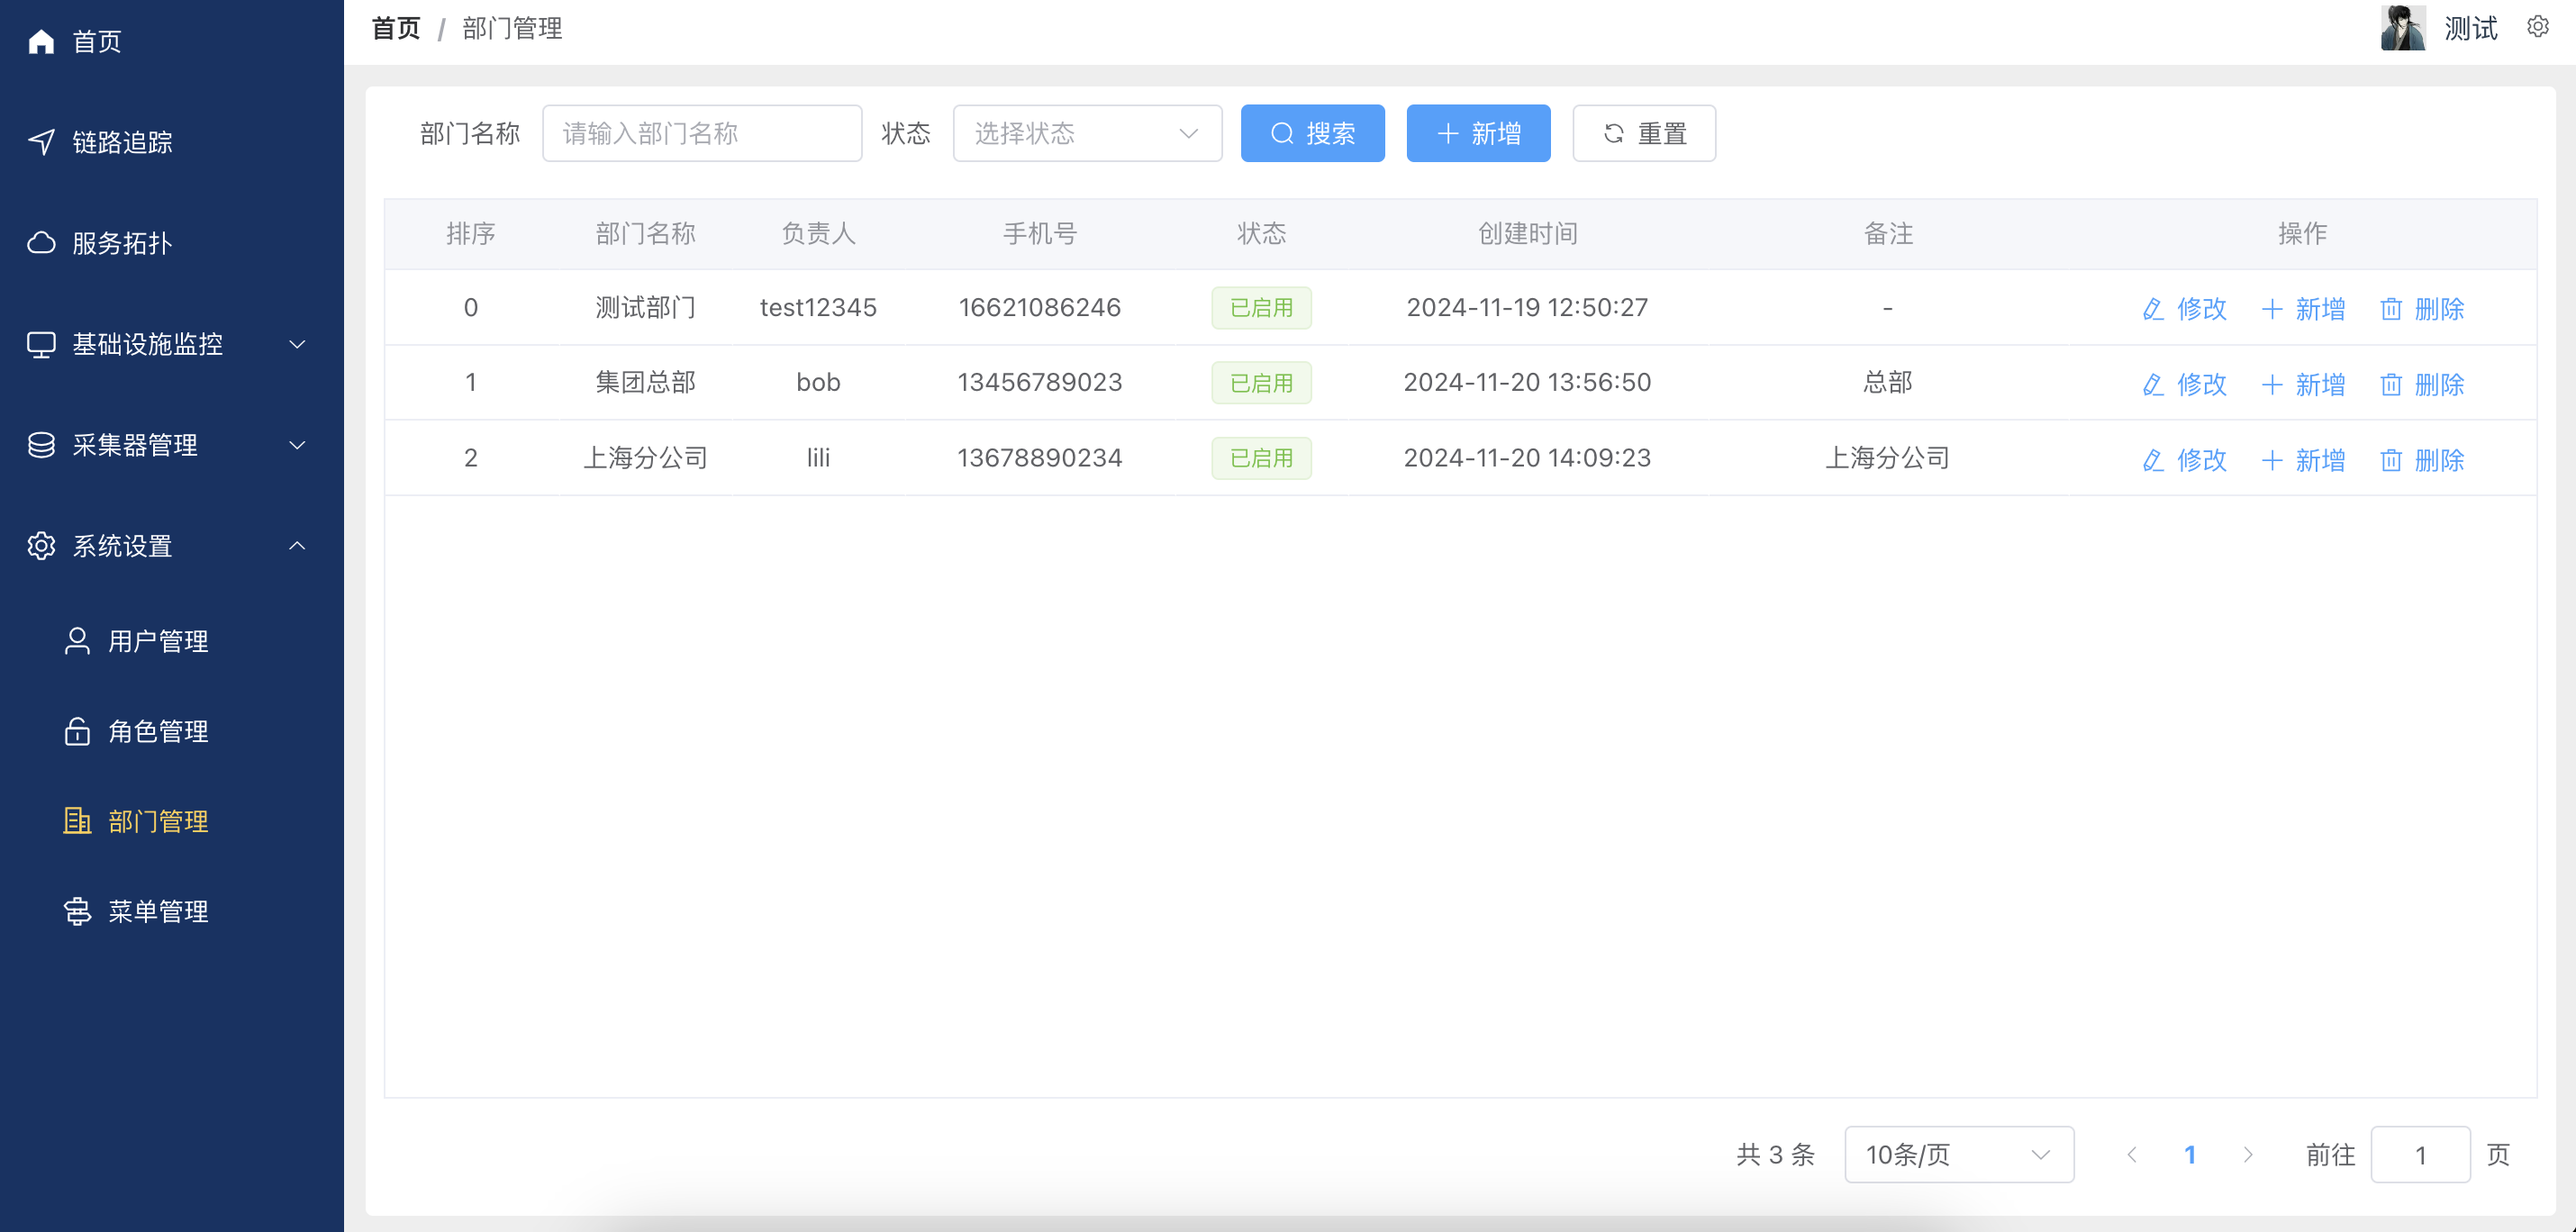 首页
链路追踪
服务拓扑
基础设施监控
采集器管理
系统设置
用户管理
角色管理
部门管理
菜单管理
首页 / 部门管理
测试
部门名称 请输入部门名称 状态 选择状态 搜索 新增 重置
排序 部门名称 负责人 手机号 状态 创建时间 备注 操作
0 测试部门 test12345 16621086246 已启用 2024-11-19 12:50:27 - 修改 新增 删除
1 集团总部 bob 13456789023 已启用 2024-11-20 13:56:50 总部 修改 新增 删除
2 上海分公司 lili 13678890234 已启用 2024-11-20 14:09:23 上海分公司 修改 新增 删除
共 3 条 10条/页 1 前往 1 页